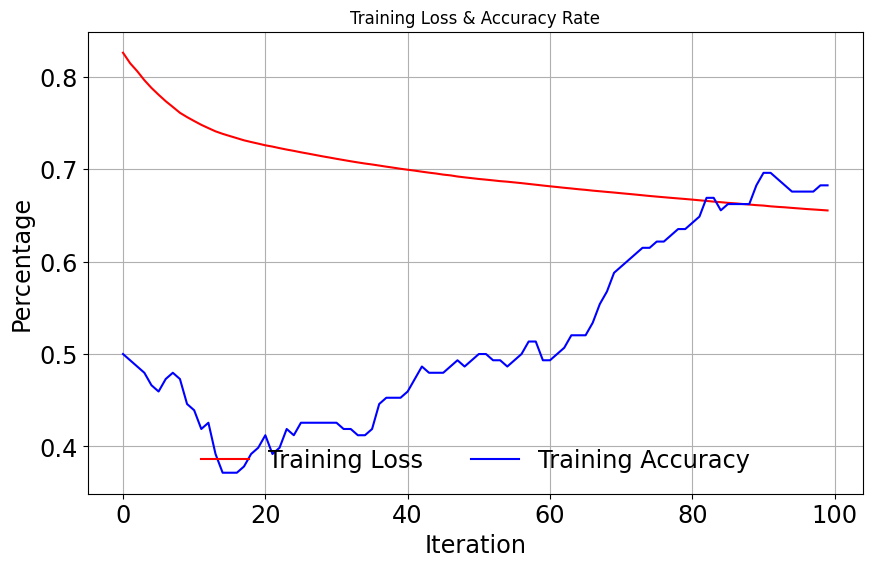 Training Loss & Accuracy Rate
Percentage
0.8
0.7
0.6
0.5
0.4
Training Loss
Training Accuracy
0 20 40 60 80 100
Iteration